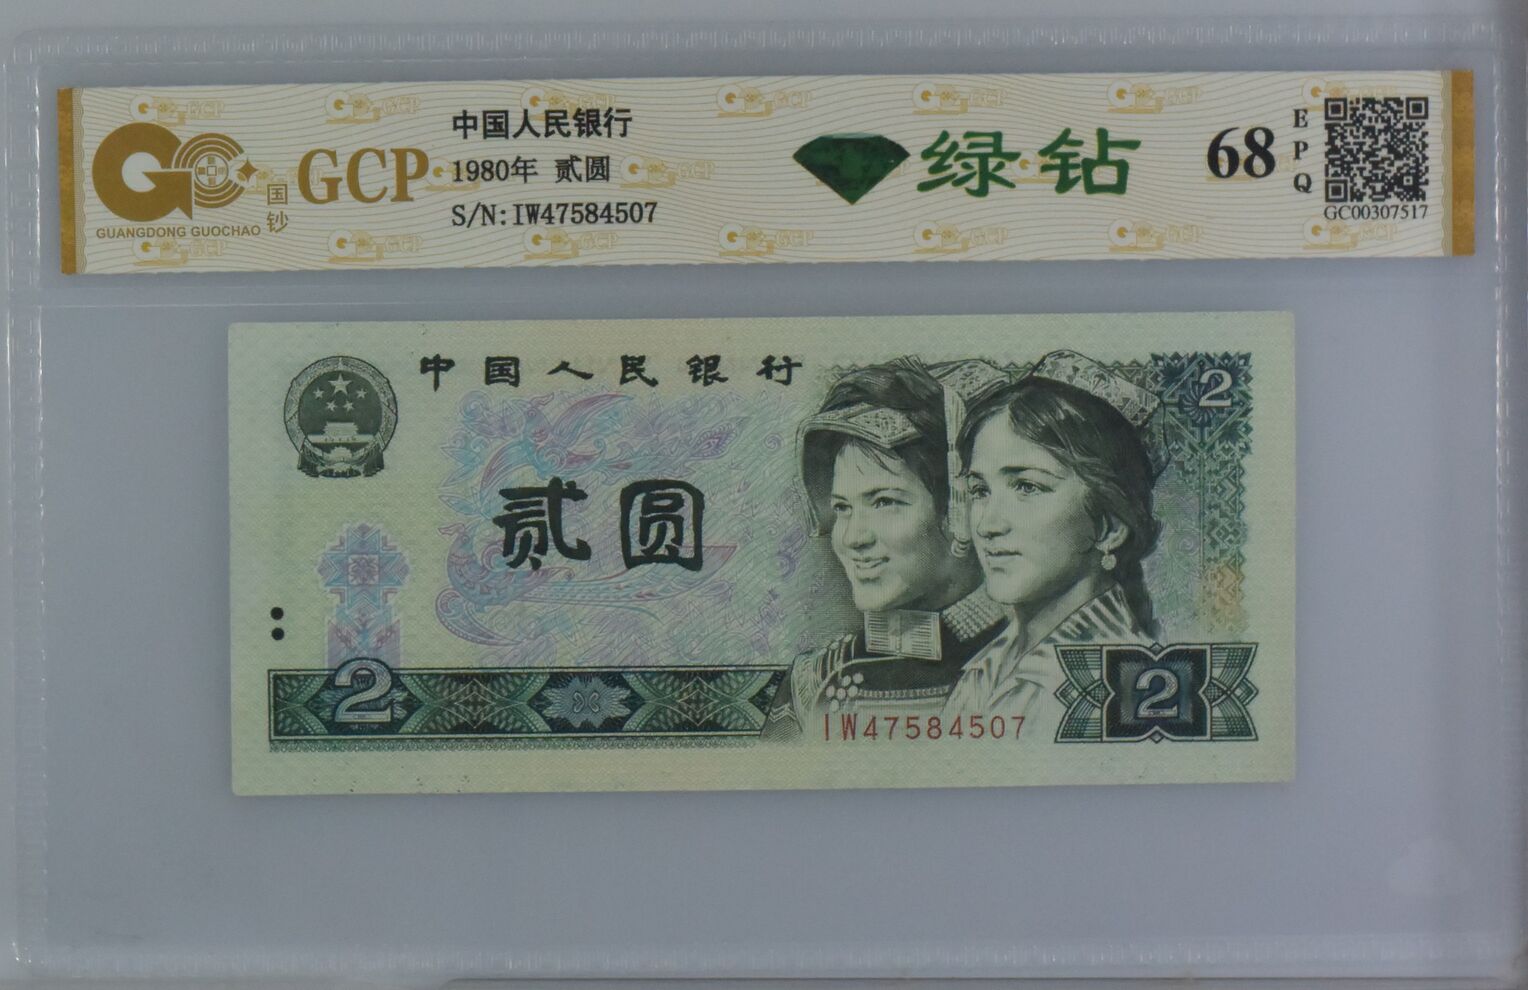 GCP
国钞
GUANGDONG GUOCHAO
中国人民银行
1980年 贰圆
S/N:IW47584507
绿钻
68
EPQ
GC00307517
中国人民银行
2
贰圆
2
IW47584507
2